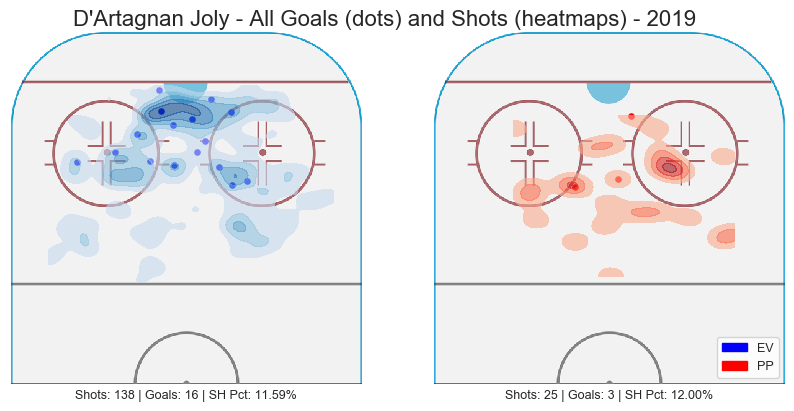 D'Artagnan Joly - All Goals (dots) and Shots (heatmaps) - 2019
EV
PP
Shots: 138 | Goals: 16 | SH Pct: 11.59%
Shots: 25 | Goals: 3 | SH Pct: 12.00%